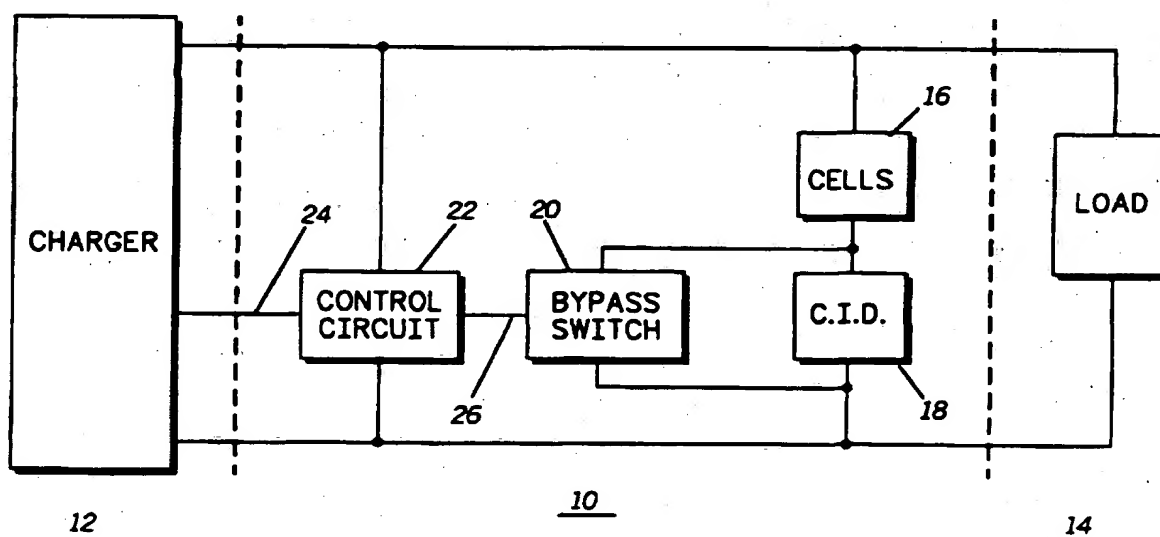 16
CELLS
LOAD
CHARGER
24
22
20
CONTROL
CIRCUIT
BYPASS
SWITCH
C.I.D.
26
18
12
10
14